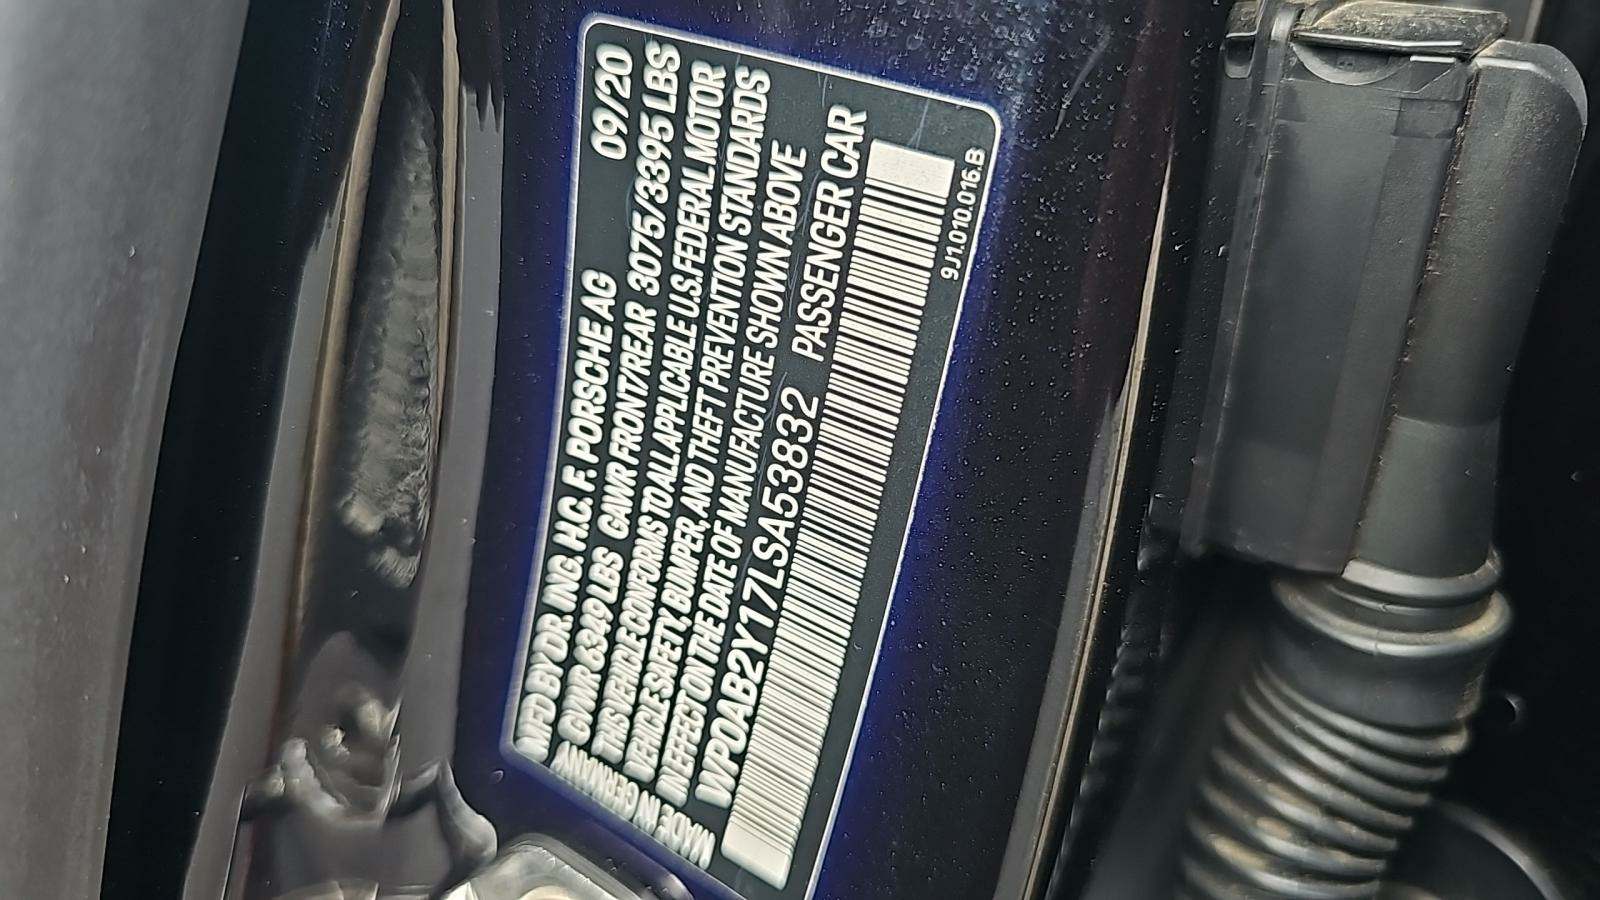 MFD BY DR. ING. H.C. F. PORSCHE AG 09/20
GVWR 6349 LBS GAWR FRONT/REAR 3075/3395 LBS
THIS VEHICLE CONFORMS TO ALL APPLICABLE U.S. FEDERAL MOTOR
VEHICLE SAFETY, BUMPER, AND THEFT PREVENTION STANDARDS
IN EFFECT ON THE DATE OF MANUFACTURE SHOWN ABOVE
WP0AB2Y17LSA53832 PASSENGER CAR
MADE IN GERMANY
9J1.010.016.B